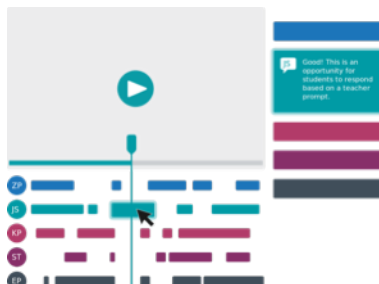 JS
Good! This is an
opportunity for
students to respond
based on a teacher
prompt.
ZP
JS
KP
ST
EP